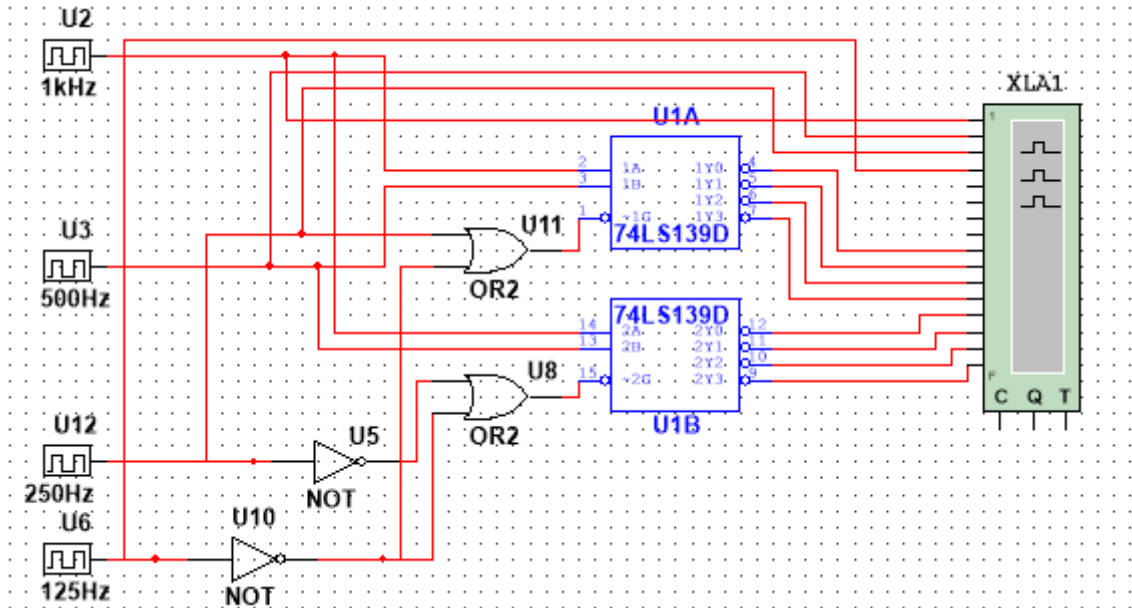 U2
1kHz
XLA1
1
U1A
2 1A 1Y0 4
3 1B 1Y1 5
1Y2 6
1 ~1G 1Y3 7
74LS139D
U3
500Hz
U11
OR2
74LS139D
14 2A 2Y0 12
13 2B 2Y1 11
2Y2 10
15 ~2G 2Y3 9
U1B
F
C Q T
U8
OR2
U12
250Hz
U5
NOT
U6
125Hz
U10
NOT